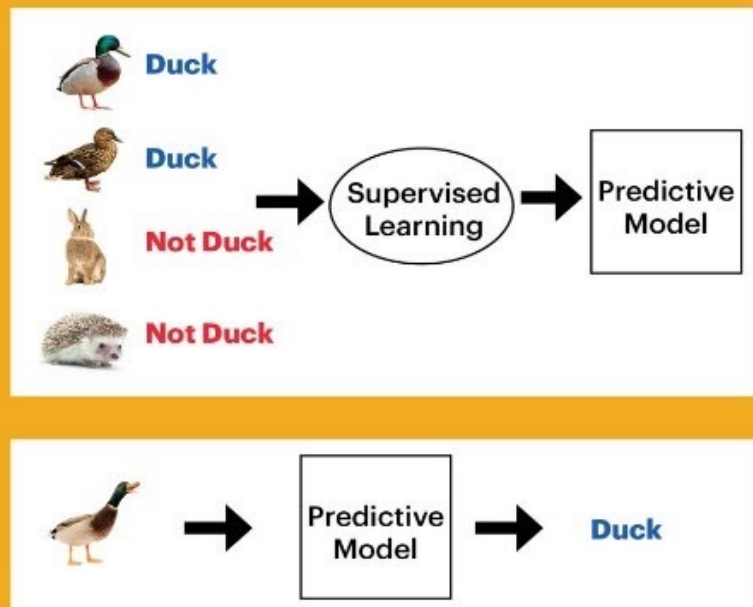 Duck
Duck
Not Duck
Not Duck
Supervised
Learning
Predictive
Model
Predictive
Model
Duck